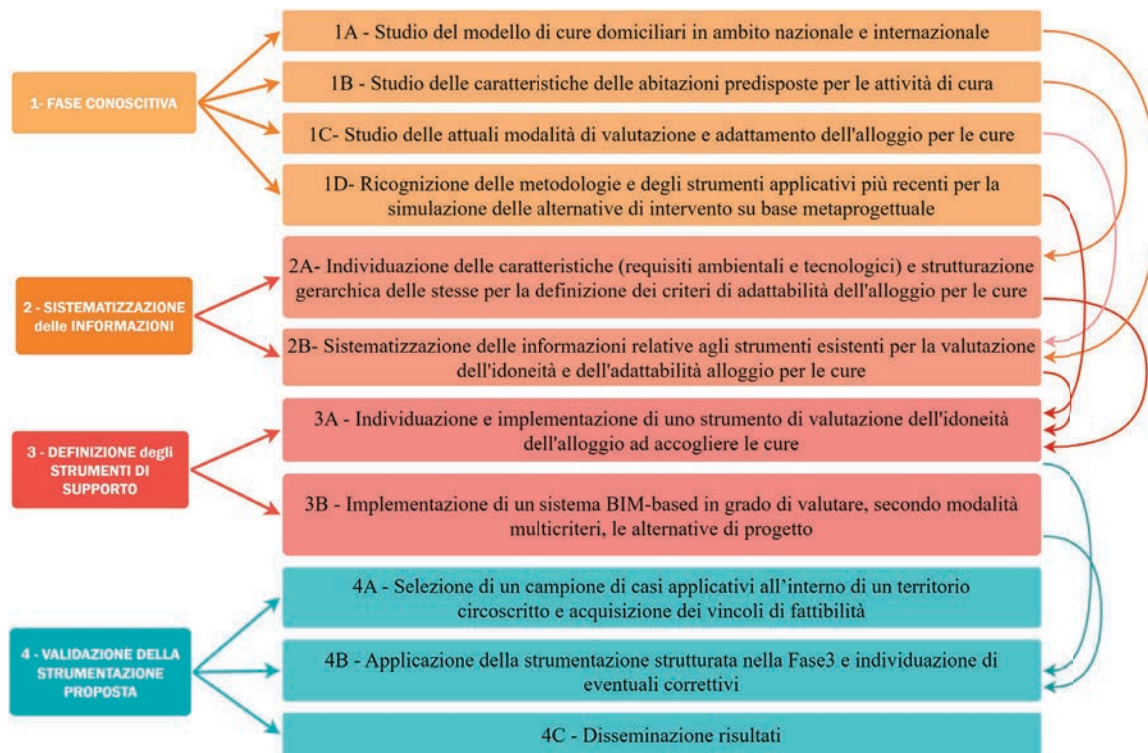 1A - Studio del modello di cure domiciliari in ambito nazionale e internazionale
1B - Studio delle caratteristiche delle abitazioni predisposte per le attività di cura
1- FASE CONOSCITIVA
1C- Studio delle attuali modalità di valutazione e adattamento dell'alloggio per le cure
1D- Ricognizione delle metodologie e degli strumenti applicativi più recenti per la
simulazione delle alternative di intervento su base metaprogettuale
2 - SISTEMATIZZAZIONE
delle INFORMAZIONI
2A- Individuazione delle caratteristiche (requisiti ambientali e tecnologici) e strutturazione
gerarchica delle stesse per la definizione dei criteri di adattabilità dell'alloggio per le cure
2B- Sistematizzazione delle informazioni relative agli strumenti esistenti per la valutazione
dell'idoneità e dell'adattabilità alloggio per le cure
3 - DEFINIZIONE degli
STRUMENTI DI
SUPPORTO
3A - Individuazione e implementazione di uno strumento di valutazione dell'idoneità
dell'alloggio ad accogliere le cure
3B - Implementazione di un sistema BIM-based in grado di valutare, secondo modalità
multicriteri, le alternative di progetto
4 - VALIDAZIONE DELLA
STRUMENTAZIONE
PROPOSTA
4A - Selezione di un campione di casi applicativi all’interno di un territorio
circoscritto e acquisizione dei vincoli di fattibilità
4B - Applicazione della strumentazione strutturata nella Fase3 e individuazione di
eventuali correttivi
4C - Disseminazione risultati